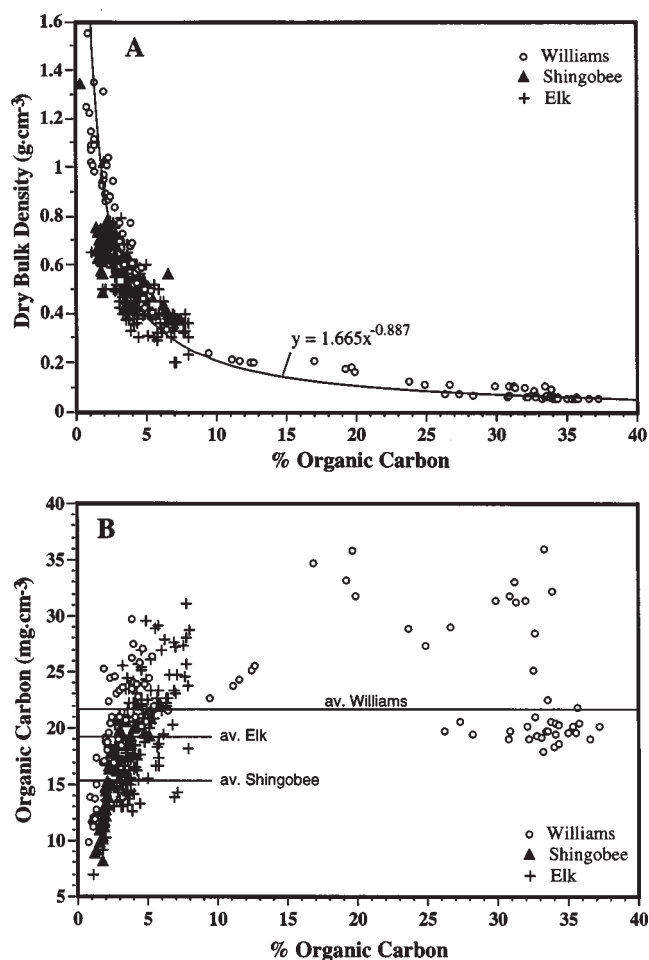 A
Williams
Shingobee
Elk
Dry Bulk Density (g·cm-3)
1.6
1.4
1.2
1
0.8
0.6
0.4
0.2
0
y = 1.665x-0.887
0 5 10 15 20 25 30 35 40
% Organic Carbon
B
Organic Carbon (mg·cm-3)
40
35
30
25
20
15
10
5
av. Williams
av. Elk
av. Shingobee
Williams
Shingobee
Elk
0 5 10 15 20 25 30 35 40
% Organic Carbon